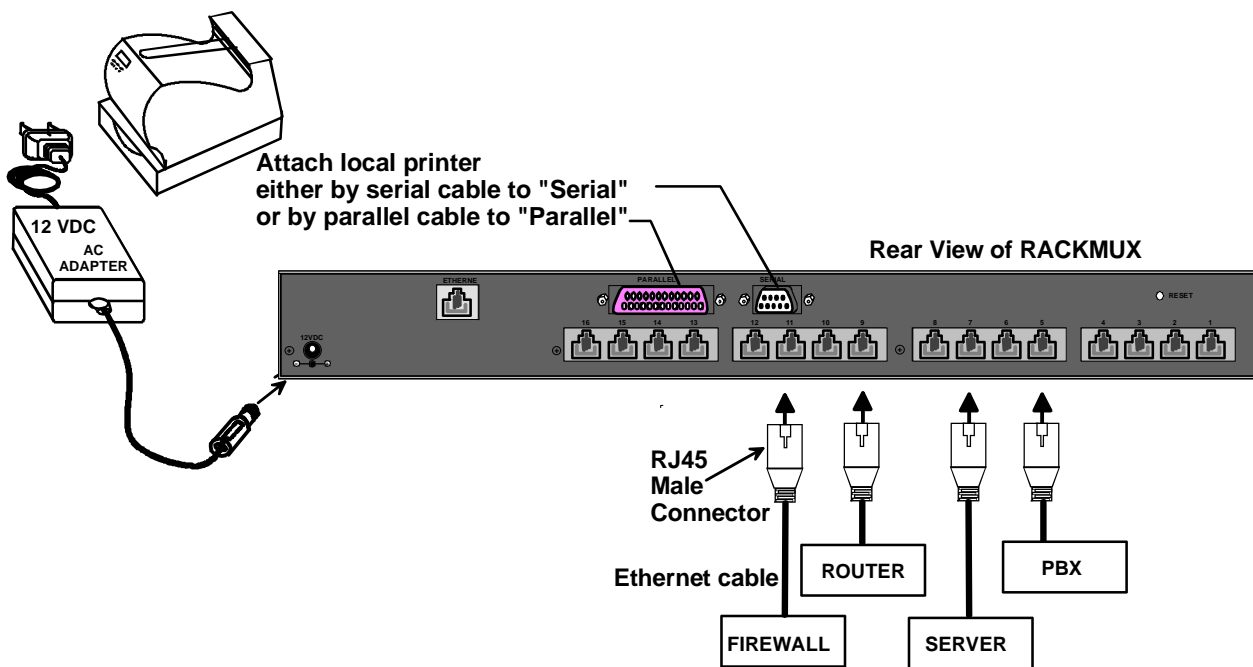 Attach local printer
either by serial cable to "Serial"
or by parallel cable to "Parallel"
12 VDC
AC
ADAPTER
Rear View of RACKMUX
ETHERNE
PARALLEL
SERIAL
RESET
12VDC
16 15 14 13 12 11 10 9 8 7 6 5 4 3 2 1
RJ45
Male
Connector
Ethernet cable
ROUTER
PBX
FIREWALL
SERVER